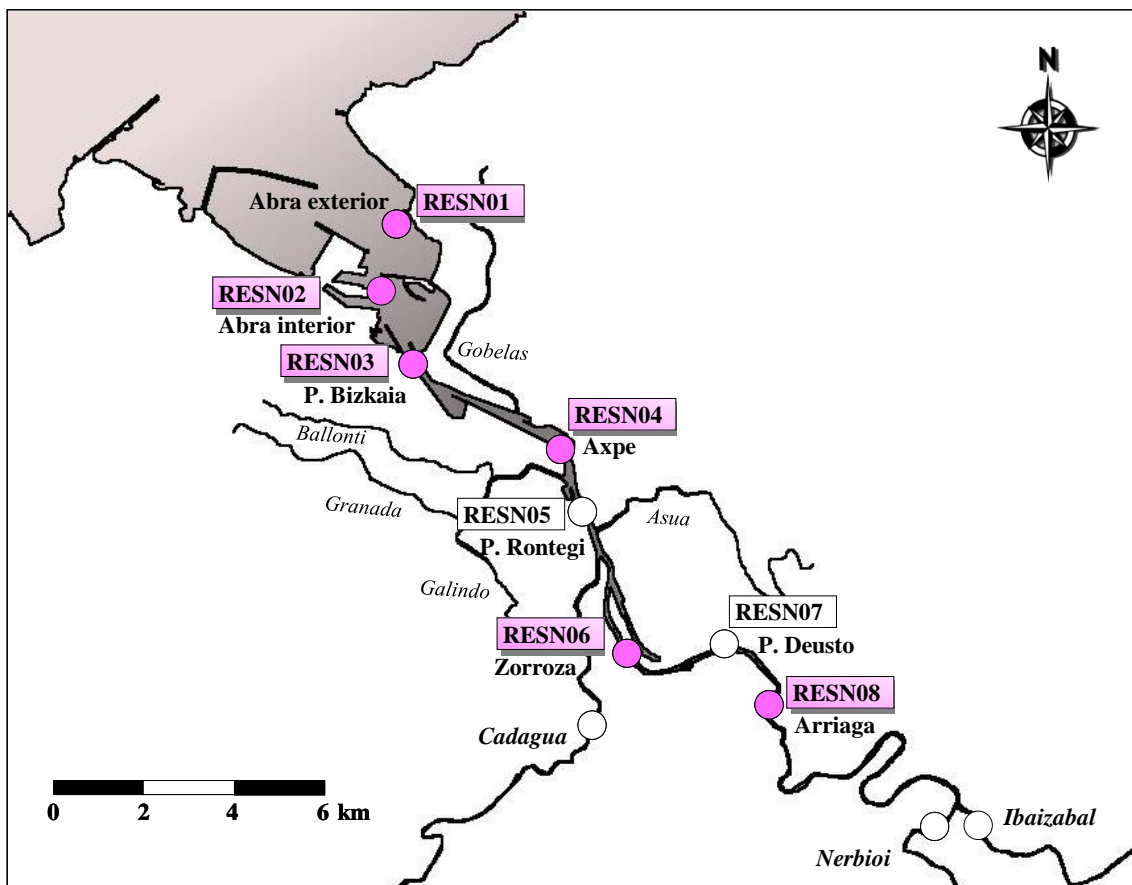 N
Abra exterior
RESN01
RESN02
Abra interior
RESN03
P. Bizkaia
Gobelas
RESN04
Axpe
Ballonti
Granada
RESN05
P. Rontegi
Asua
Galindo
RESN07
P. Deusto
RESN06
Zorroza
RESN08
Arriaga
Cadagua
0 2 4 6 km
Ibaizabal
Nerbioi